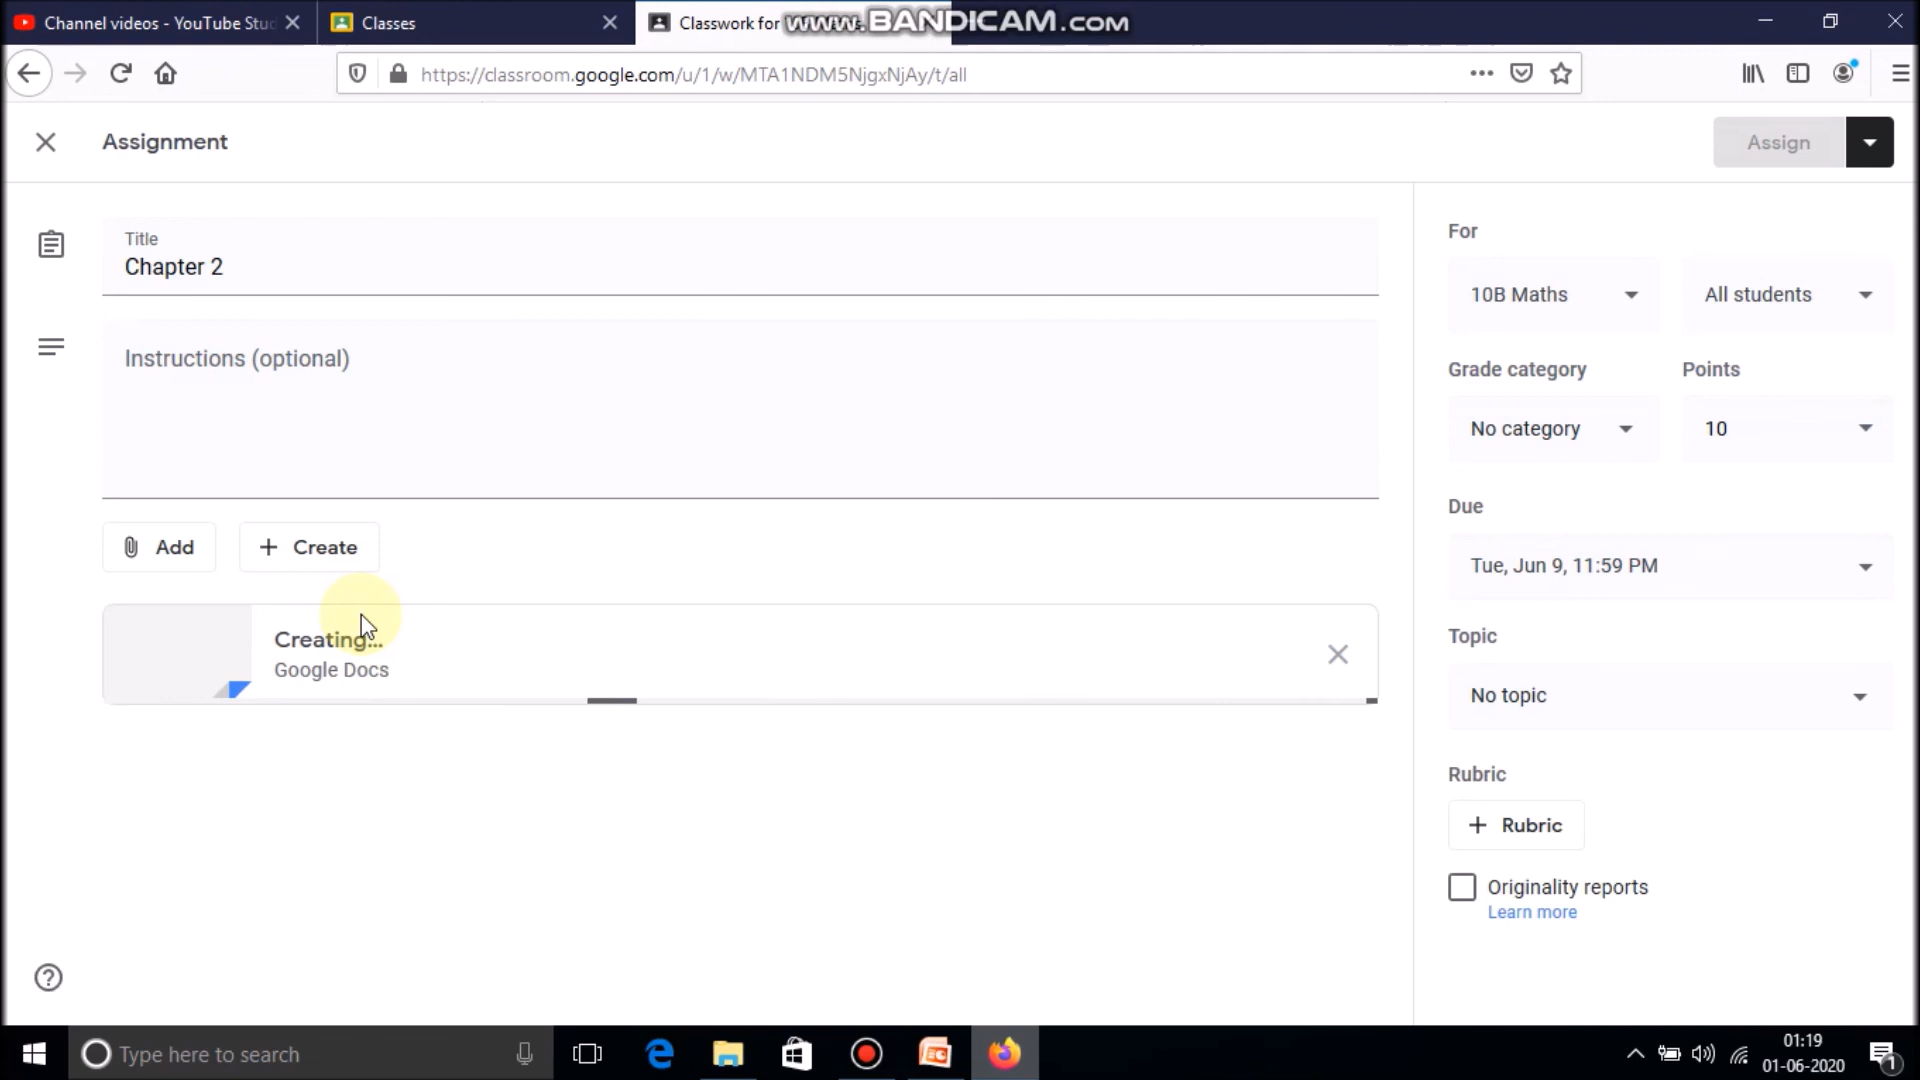 Channel videos - YouTube Stud
Classes
Classwork for
www.BANDICAM.com
https://classroom.google.com/u/1/w/MTA1NDM5NjgxNjAy/t/all
Assignment
Assign
Title
Chapter 2
Instructions (optional)
Add
Create
Creating...
Google Docs
For
10B Maths
All students
Grade category
Points
No category
10
Due
Tue, Jun 9, 11:59 PM
Topic
No topic
Rubric
Rubric
Originality reports
Learn more
Type here to search
01:19
01-06-2020
1